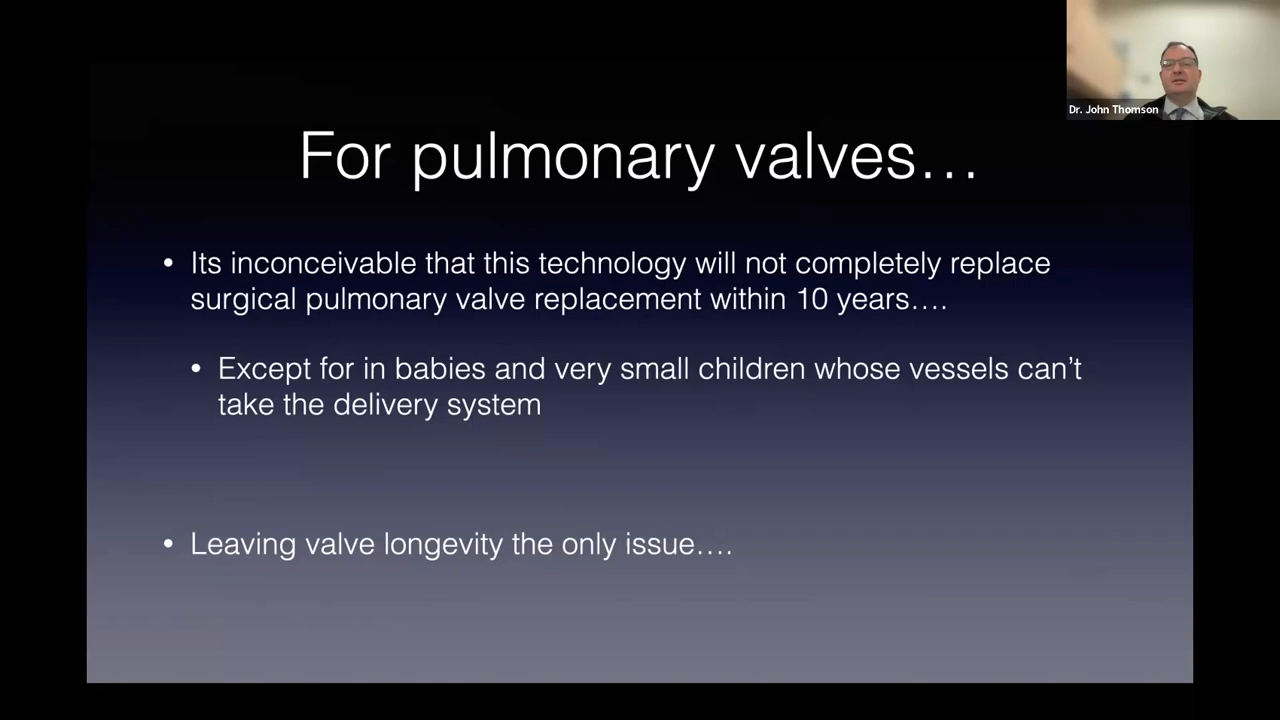 Dr. John Thomson
For pulmonary valves…
• Its inconceivable that this technology will not completely replace
surgical pulmonary valve replacement within 10 years….
• Except for in babies and very small children whose vessels can’t
take the delivery system
• Leaving valve longevity the only issue….